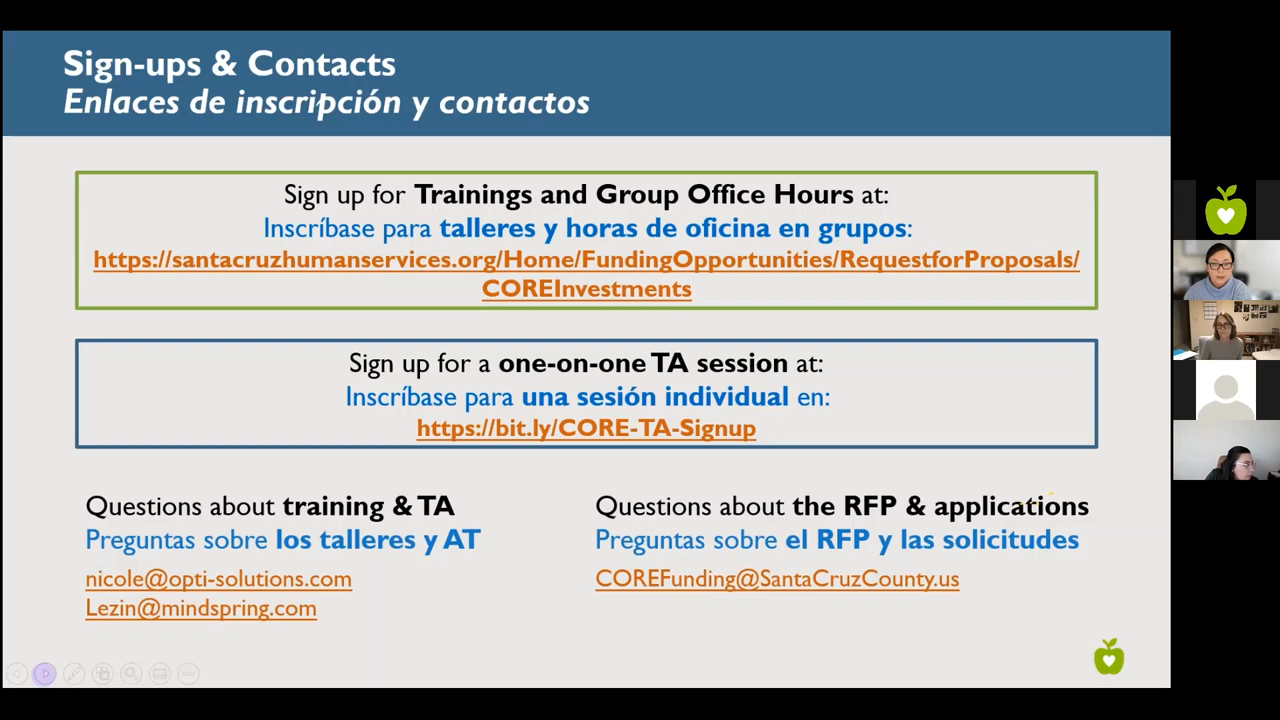 Sign-ups & Contacts
Enlaces de inscripción y contactos
Sign up for Trainings and Group Office Hours at:
Inscríbase para talleres y horas de oficina en grupos:
https://santacruzhumanservices.org/Home/FundingOpportunities/RequestforProposals/
COREInvestments
Sign up for a one-on-one TA session at:
Inscríbase para una sesión individual en:
https://bit.ly/CORE-TA-Signup
Questions about training & TA
Preguntas sobre los talleres y AT
nicole@opti-solutions.com
Lezin@mindspring.com
Questions about the RFP & applications
Preguntas sobre el RFP y las solicitudes
COREFunding@SantaCruzCounty.us